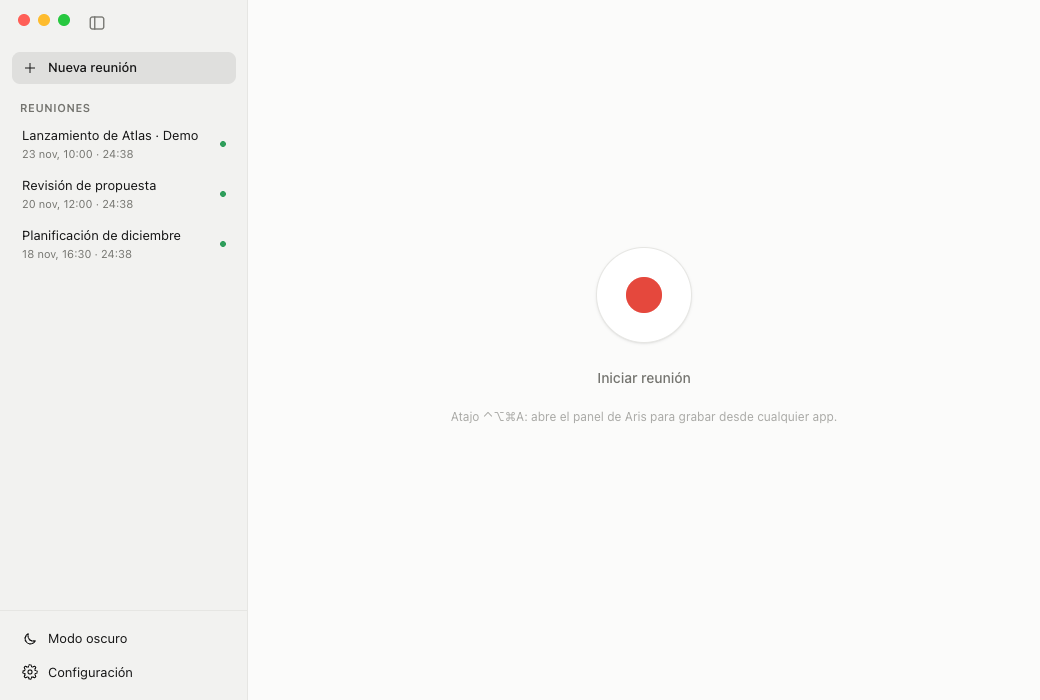 Nueva reunión
REUNIONES
Lanzamiento de Atlas · Demo
23 nov, 10:00 · 24:38
Revisión de propuesta
20 nov, 12:00 · 24:38
Planificación de diciembre
18 nov, 16:30 · 24:38
Modo oscuro
Configuración
Iniciar reunión
Atajo ⌃⌥⌘A: abre el panel de Aris para grabar desde cualquier app.